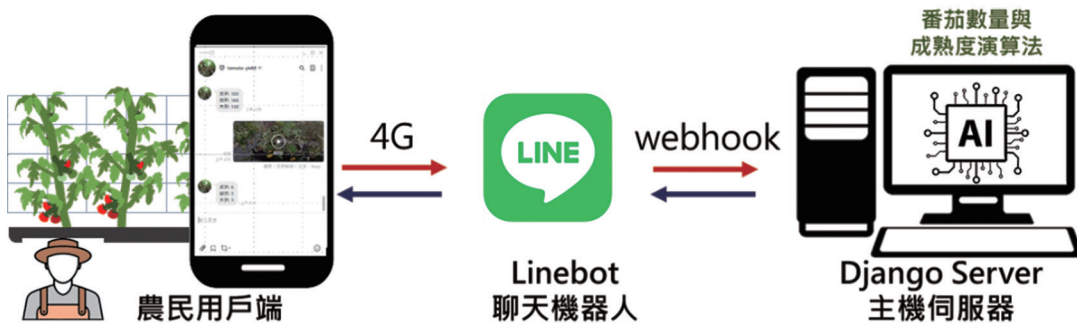 番茄數量與
成熟度演算法
4G
LINE
webhook
AI
農民用戶端
Linebot
聊天機器人
Django Server
主機伺服器